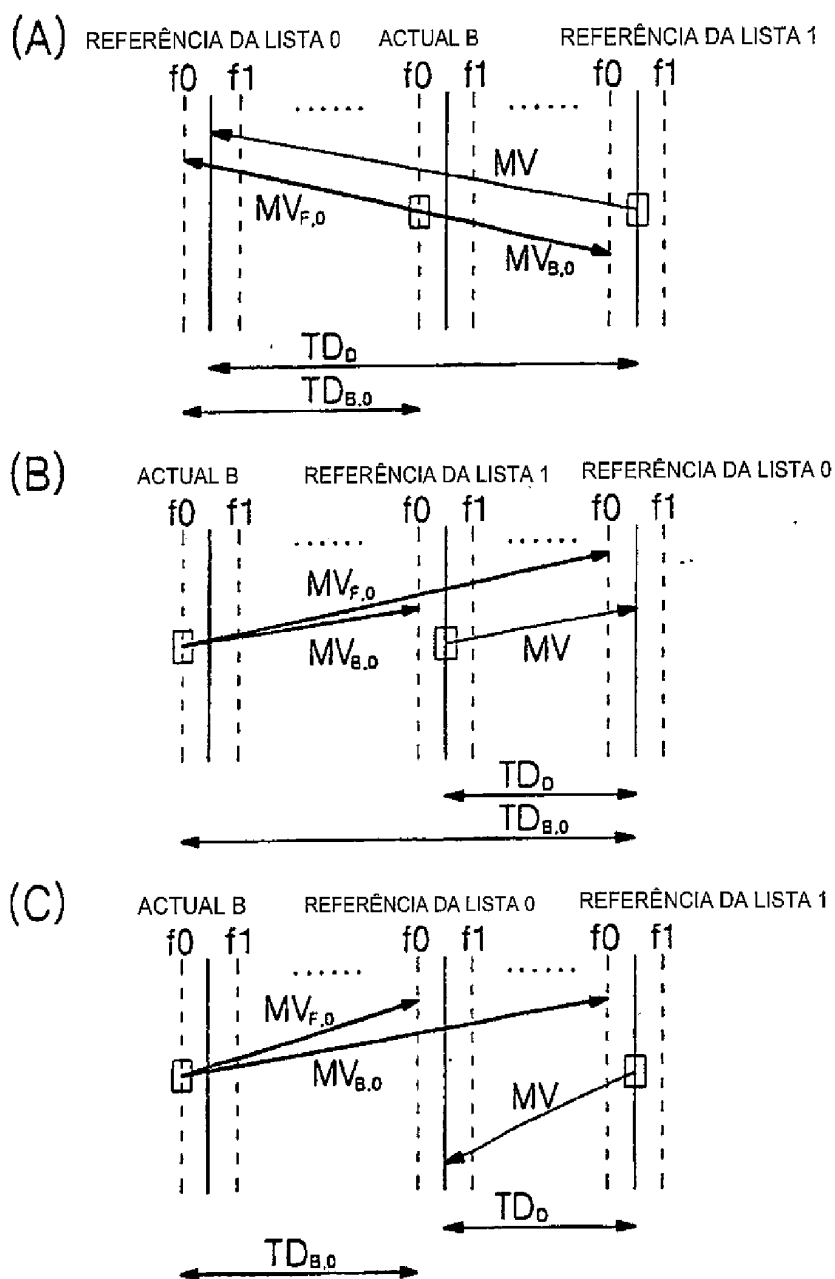 (A)
REFERÊNCIA DA LISTA 0 ACTUAL B REFERÊNCIA DA LISTA 1
f0 f1 ...... f0 f1 ...... f0 f1
MV
MVF,0
MVB,0
TDD
TDB,0
(B)
ACTUAL B REFERÊNCIA DA LISTA 1 REFERÊNCIA DA LISTA 0
f0 f1 ...... f0 f1 ...... f0 f1
MVF,0
MVB,0 MV
TDD
TDB,0
(C)
ACTUAL B REFERÊNCIA DA LISTA 0 REFERÊNCIA DA LISTA 1
f0 f1 ...... f0 f1 ...... f0 f1
MVF,0
MVB,0
MV
TDD
TDB,0